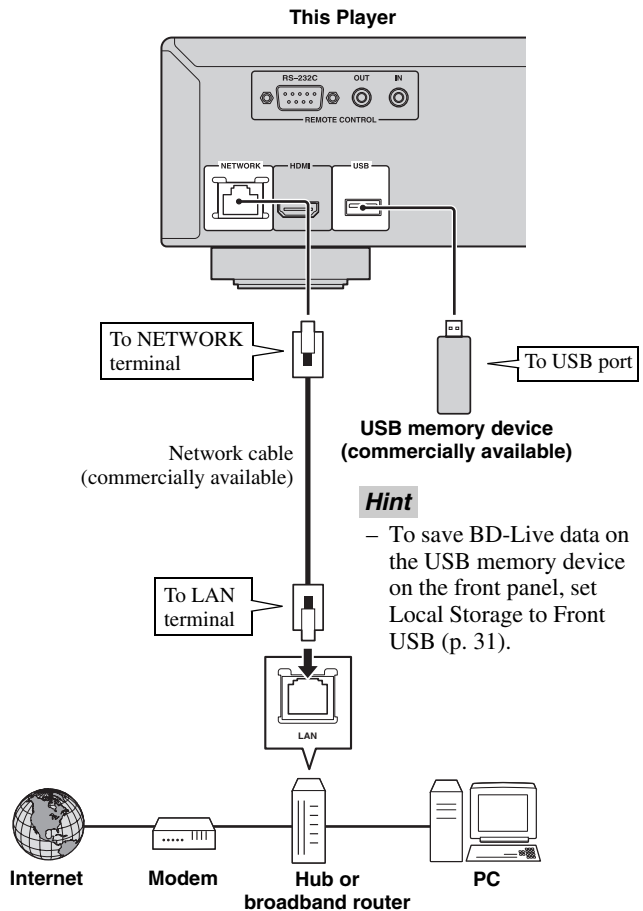 This Player
RS-232C
OUT
IN
REMOTE CONTROL
NETWORK
HDMI
USB
To NETWORK
terminal
To USB port
USB memory device
(commercially available)
Network cable
(commercially available)
Hint
– To save BD-Live data on
the USB memory device
on the front panel, set
Local Storage to Front
USB (p. 31).
To LAN
terminal
LAN
Internet
Modem
Hub or
broadband router
PC